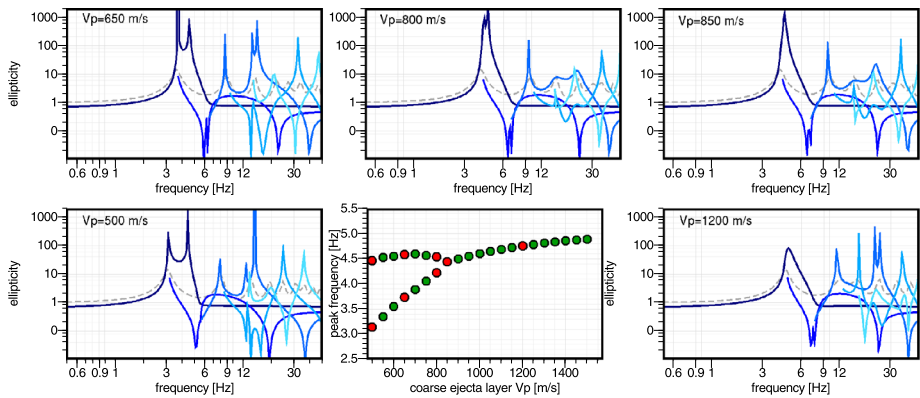 Vp=650 m/s
1000
100
10
1
0
ellipticity
0.6 0.9 1 3 6 9 12 30
frequency [Hz]
Vp=800 m/s
0.6 0.9 1 3 6 9 12 30
frequency [Hz]
Vp=850 m/s
1000
100
10
1
0
ellipticity
0.6 0.9 1 3 6 9 12 30
frequency [Hz]
Vp=500 m/s
1000
100
10
1
0
ellipticity
0.6 0.9 1 3 6 9 12 30
frequency [Hz]
5.5
5.0
4.5
4.0
3.5
3.0
2.5
peak frequency [Hz]
600 800 1000 1200 1400
coarse ejecta layer Vp [m/s]
Vp=1200 m/s
1000
100
10
1
0
ellipticity
0.6 0.9 1 3 6 9 12 30
frequency [Hz]